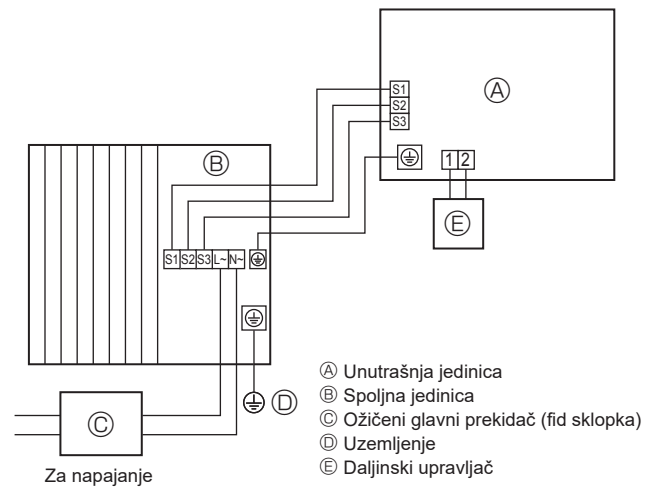 S1
S2
S3
Ⓐ
1 2
Ⓔ
Ⓑ
S1 S2 S3 L~ N~
Ⓓ
Ⓒ
Za napajanje
Ⓐ Unutrašnja jedinica
Ⓑ Spoljna jedinica
Ⓒ Ožičeni glavni prekidač (fid sklopka)
Ⓓ Uzemljenje
Ⓔ Daljinski upravljač